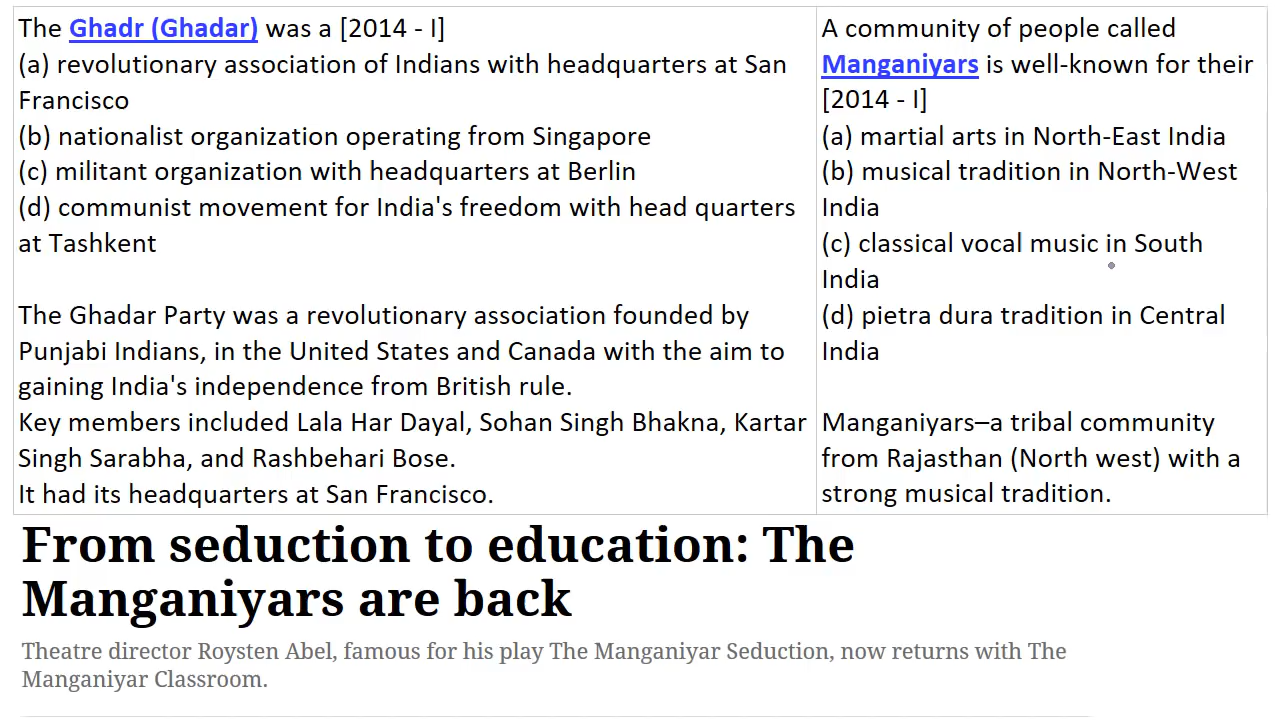 The Ghadr (Ghadar) was a [2014 - I]
(a) revolutionary association of Indians with headquarters at San
Francisco
(b) nationalist organization operating from Singapore
(c) militant organization with headquarters at Berlin
(d) communist movement for India's freedom with head quarters
at Tashkent
The Ghadar Party was a revolutionary association founded by
Punjabi Indians, in the United States and Canada with the aim to
gaining India's independence from British rule.
Key members included Lala Har Dayal, Sohan Singh Bhakna, Kartar
Singh Sarabha, and Rashbehari Bose.
It had its headquarters at San Francisco.
A community of people called
Manganiyars is well-known for their
[2014 - I]
(a) martial arts in North-East India
(b) musical tradition in North-West
India
(c) classical vocal music in South
India
(d) pietra dura tradition in Central
India
Manganiyars–a tribal community
from Rajasthan (North west) with a
strong musical tradition.
From seduction to education: The
Manganiyars are back
Theatre director Roysten Abel, famous for his play The Manganiyar Seduction, now returns with The
Manganiyar Classroom.